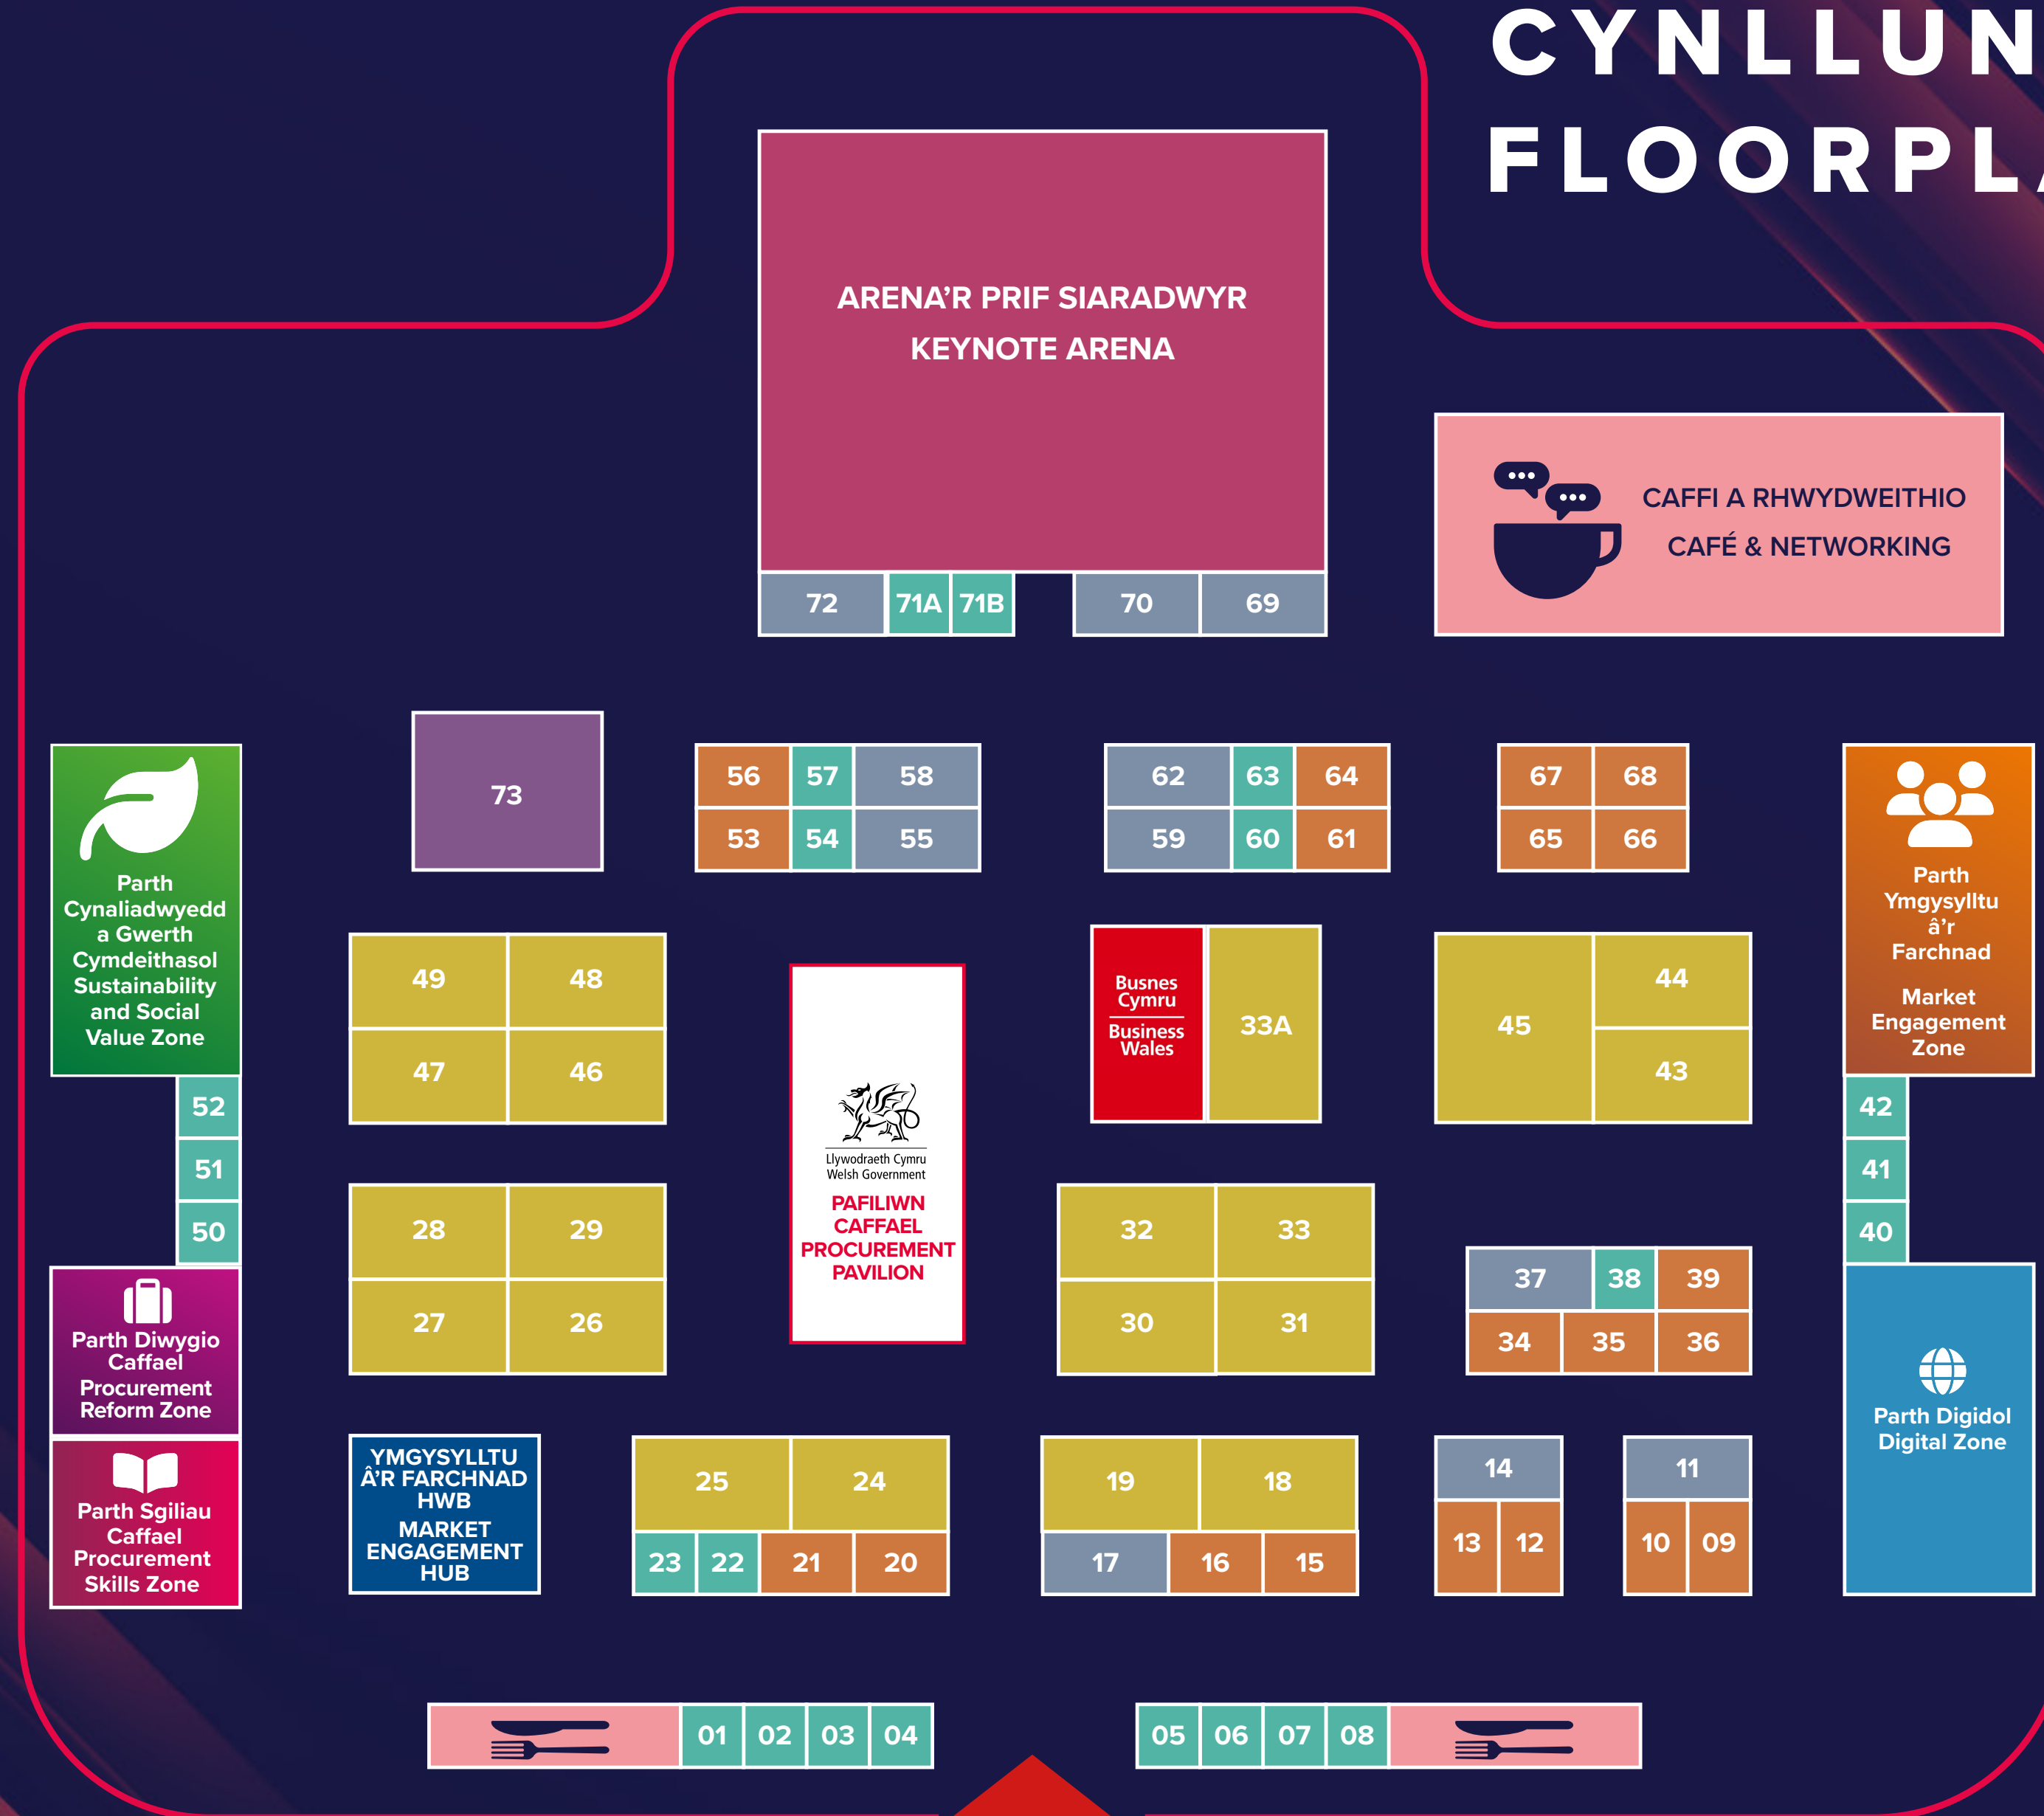 CYNLLUN
FLOORPLA
ARENA’R PRIF SIARADWYR
KEYNOTE ARENA
CAFFI A RHWYDWEITHIO
CAFÉ & NETWORKING
72
71A
71B
70
69
73
56
57
58
53
54
55
62
63
64
59
60
61
67
68
65
66
Parth
Cynaliadwyedd
a Gwerth
Cymdeithasol
Sustainability
and Social
Value Zone
52
51
50
Parth Diwygio
Caffael
Procurement
Reform Zone
Parth Sgiliau
Caffael
Procurement
Skills Zone
49
48
47
46
28
29
27
26
Llywodraeth Cymru
Welsh Government
PAFILIWN
CAFFAEL
PROCUREMENT
PAVILION
Busnes
Cymru
Business
Wales
33A
45
44
43
32
33
30
31
37
38
39
34
35
36
Parth
Ymgysylltu
â’r
Farchnad
Market
Engagement
Zone
42
41
40
Parth Digidol
Digital Zone
YMGYSYLLTU
Â’R FARCHNAD
HWB
MARKET
ENGAGEMENT
HUB
25
24
23
22
21
20
19
18
17
16
15
14
13
12
11
10
09
01
02
03
04
05
06
07
08